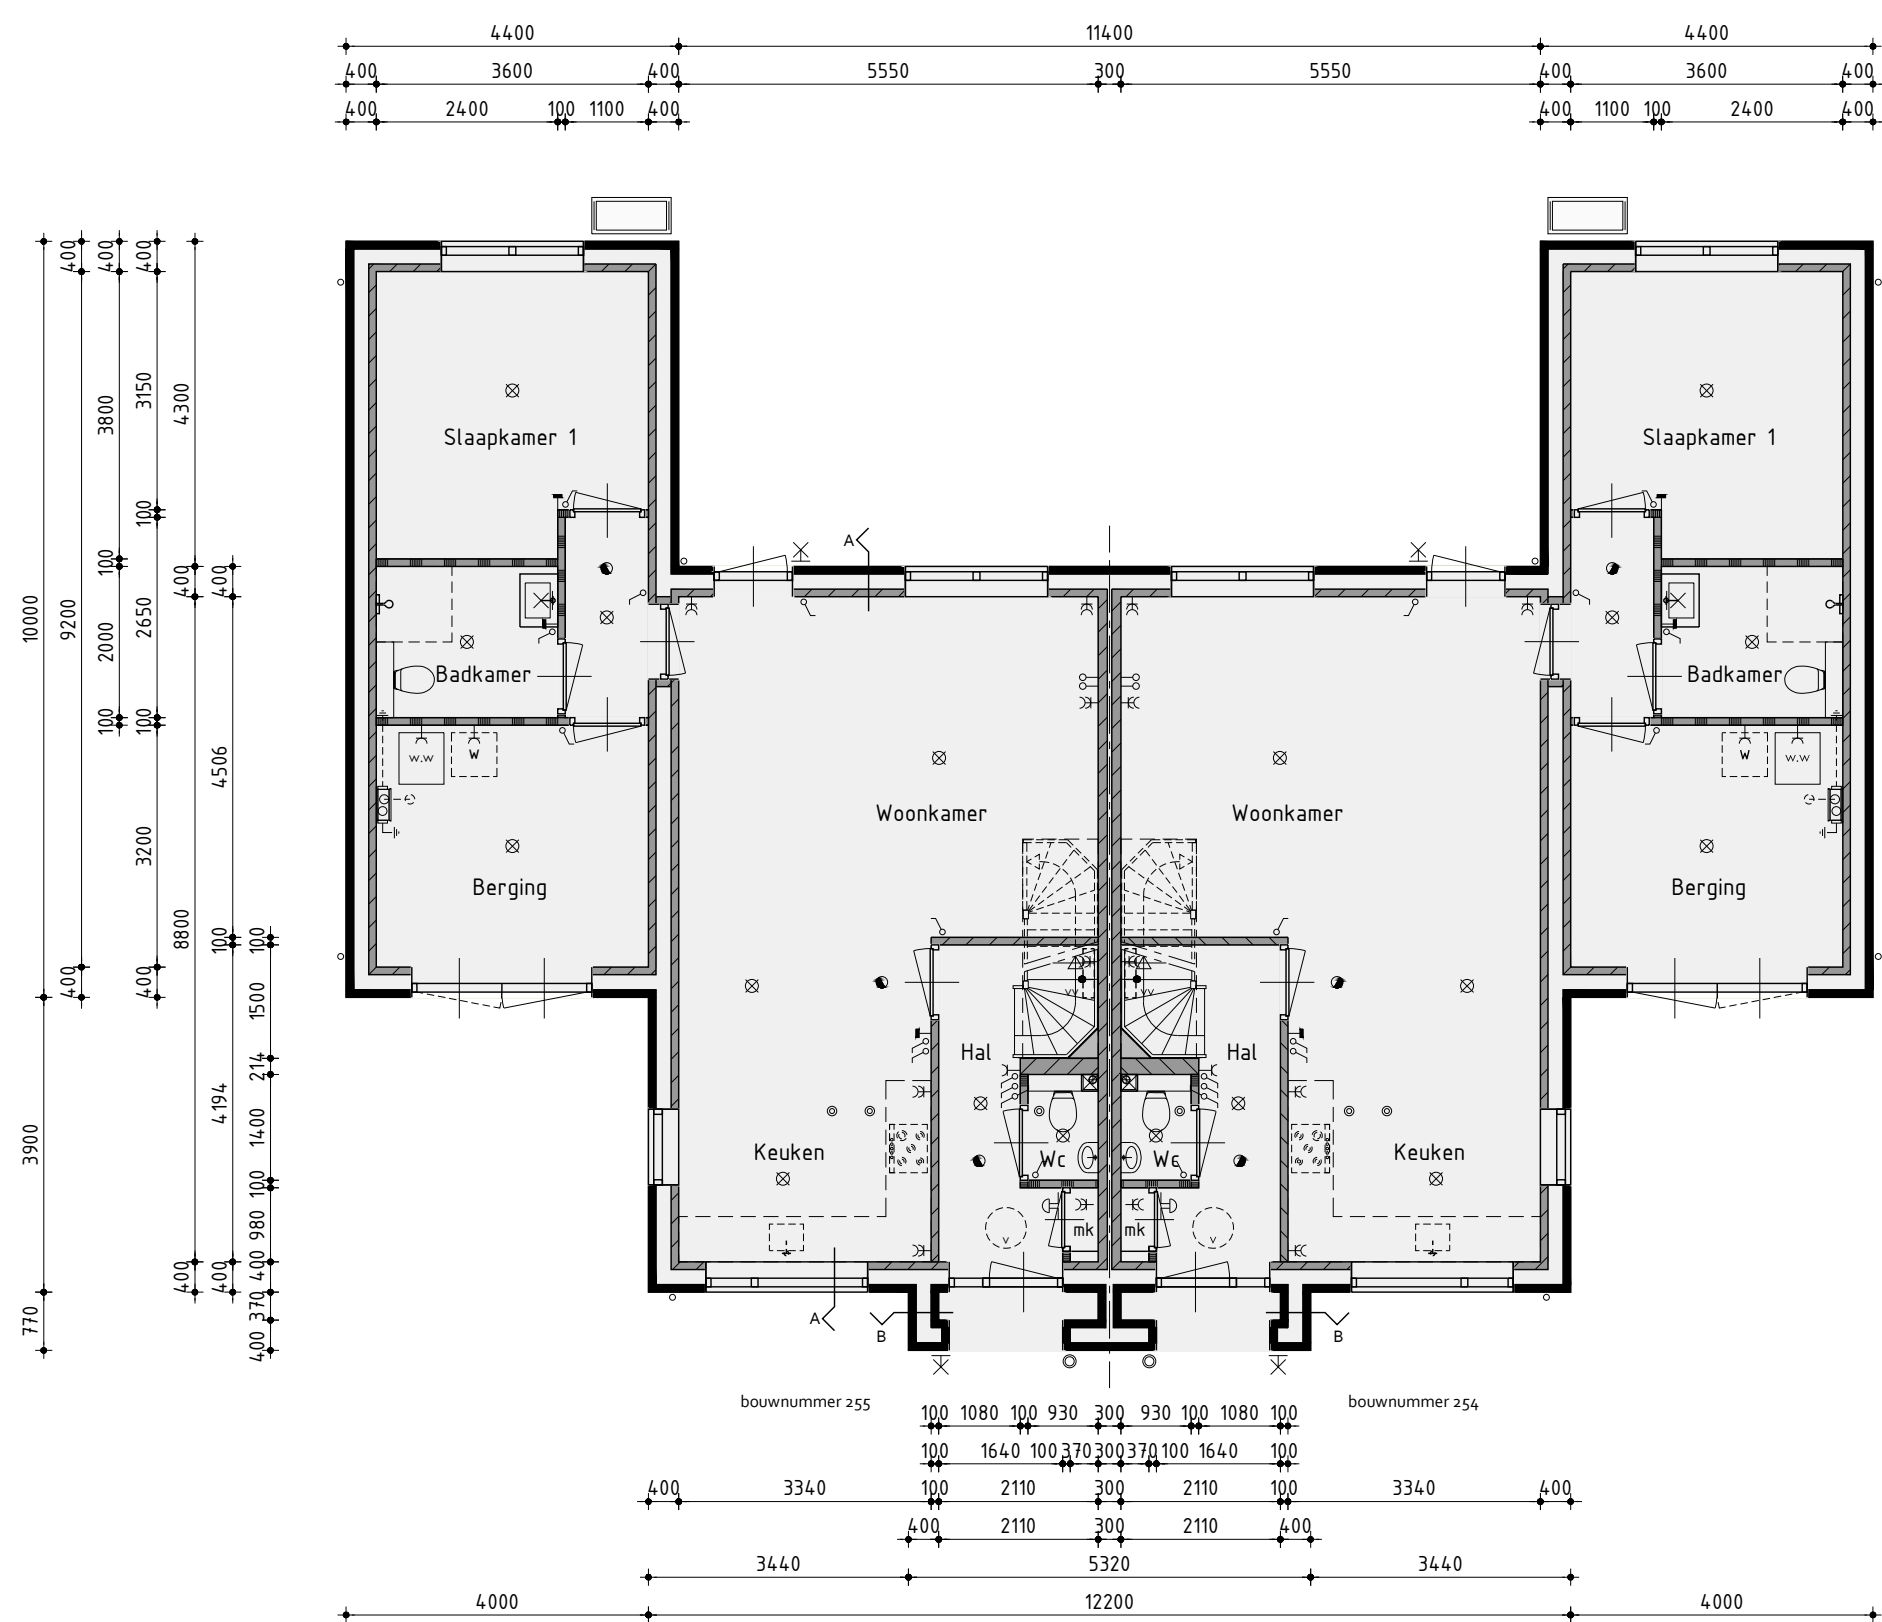 4400 11400 4400
400 3600 400 5550 300 5550 400 3600 400
400 2400 100 1100 400 400 1100 100 2400 400
10000 3900 770
400 9200 400
400 3800 100 2000 100
400 3150 100 2650 100 3200 400
4300 400 8800 400
400 4506 100 4194 400
100 1500 214 1400 100 980 400 370 400
Slaapkamer 1 Slaapkamer 1
A
Badkamer Badkamer
w.w w w w.w
Woonkamer Woonkamer
Berging Berging
vv vv
Hal Hal
Keuken Wc Wc Keuken
mk mk
v v
A B B
bouwnummer 255 bouwnummer 254
100 1080 100 930 300 930 100 1080 100
100 1640 100 370 300 370 100 1640 100
400 3340 100 2110 300 2110 100 3340 400
400 2110 300 2110 400
3440 5320 3440
4000 12200 4000